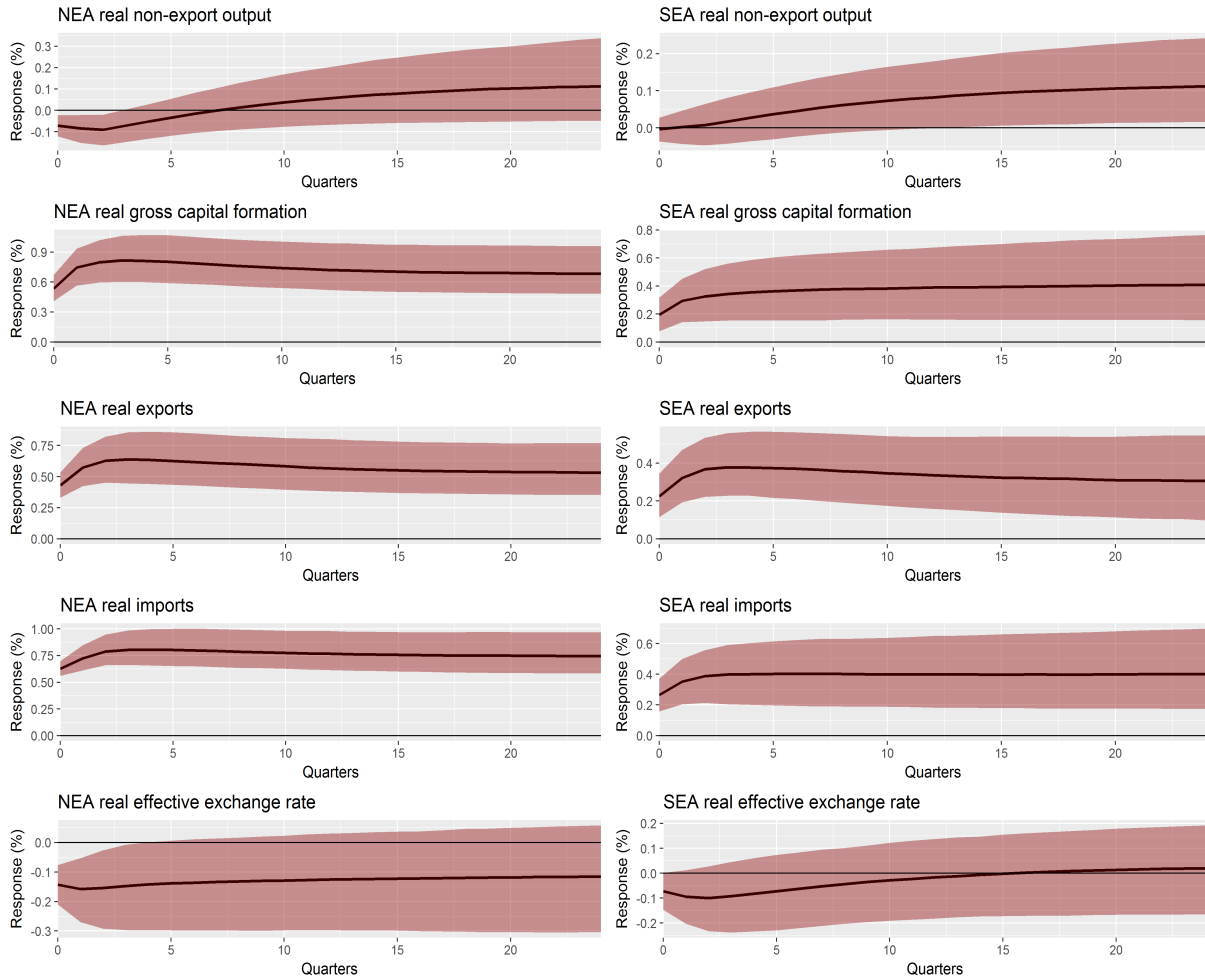 NEA real non-export output
Response (%)
0.3
0.2
0.1
0.0
-0.1
0 5 10 15 20
Quarters
SEA real non-export output
Response (%)
0.2
0.1
0.0
0 5 10 15 20
Quarters
NEA real gross capital formation
Response (%)
0.9
0.6
0.3
0.0
0 5 10 15 20
Quarters
SEA real gross capital formation
Response (%)
0.8
0.6
0.4
0.2
0.0
0 5 10 15 20
Quarters
NEA real exports
Response (%)
0.75
0.50
0.25
0.00
0 5 10 15 20
Quarters
SEA real exports
Response (%)
0.4
0.2
0.0
0 5 10 15 20
Quarters
NEA real imports
Response (%)
1.00
0.75
0.50
0.25
0.00
0 5 10 15 20
Quarters
SEA real imports
Response (%)
0.6
0.4
0.2
0.0
0 5 10 15 20
Quarters
NEA real effective exchange rate
Response (%)
0.0
-0.1
-0.2
-0.3
0 5 10 15 20
Quarters
SEA real effective exchange rate
Response (%)
0.2
0.1
0.0
-0.1
-0.2
0 5 10 15 20
Quarters